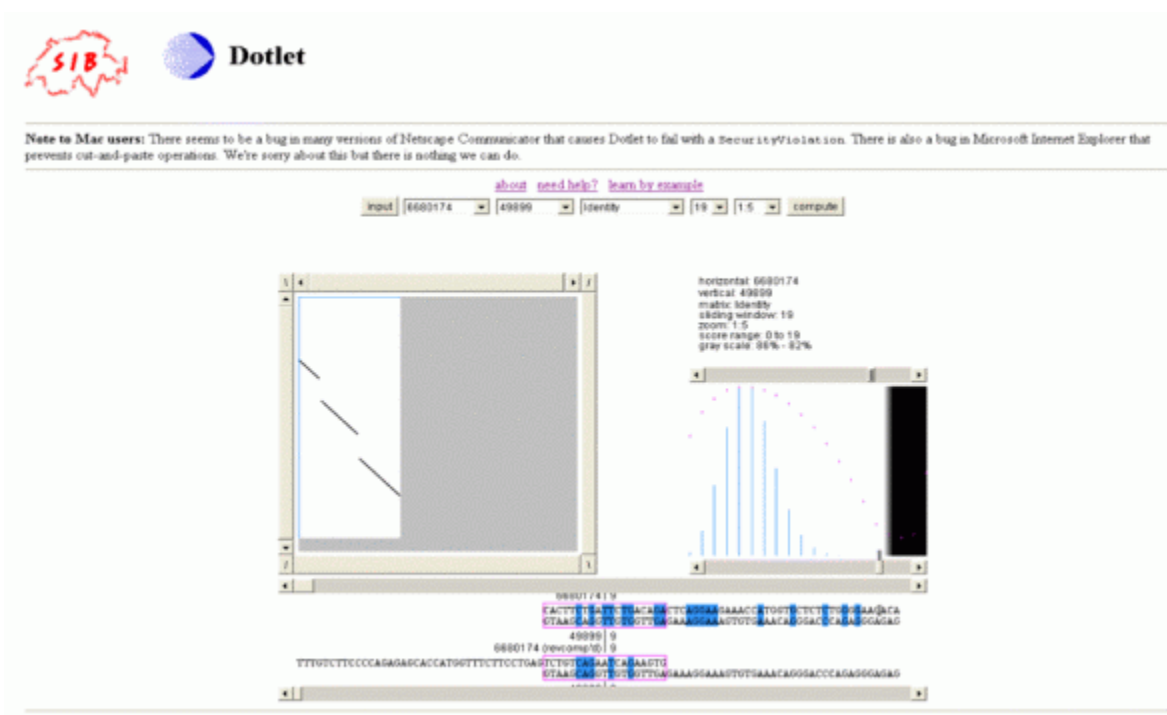 SIB
Dotlet
Note to Mac users: There seems to be a bug in many versions of Netscape Communicator that causes Dotlet to fail with a SecurityViolation. There is also a bug in Microsoft Internet Explorer that
prevents cut-and-paste operations. We're sorry about this but there is nothing we can do.
about need help? learn by example
input 6680174 49899 Identity 19 1:5 compute
horizontal: 6680174
vertical: 49899
matrix: Identity
sliding window: 19
zoom: 1:5
score range: 0 to 19
gray scale: 86% - 82%
6680174 9
49899 9
6680174 (revcomp'd) 9